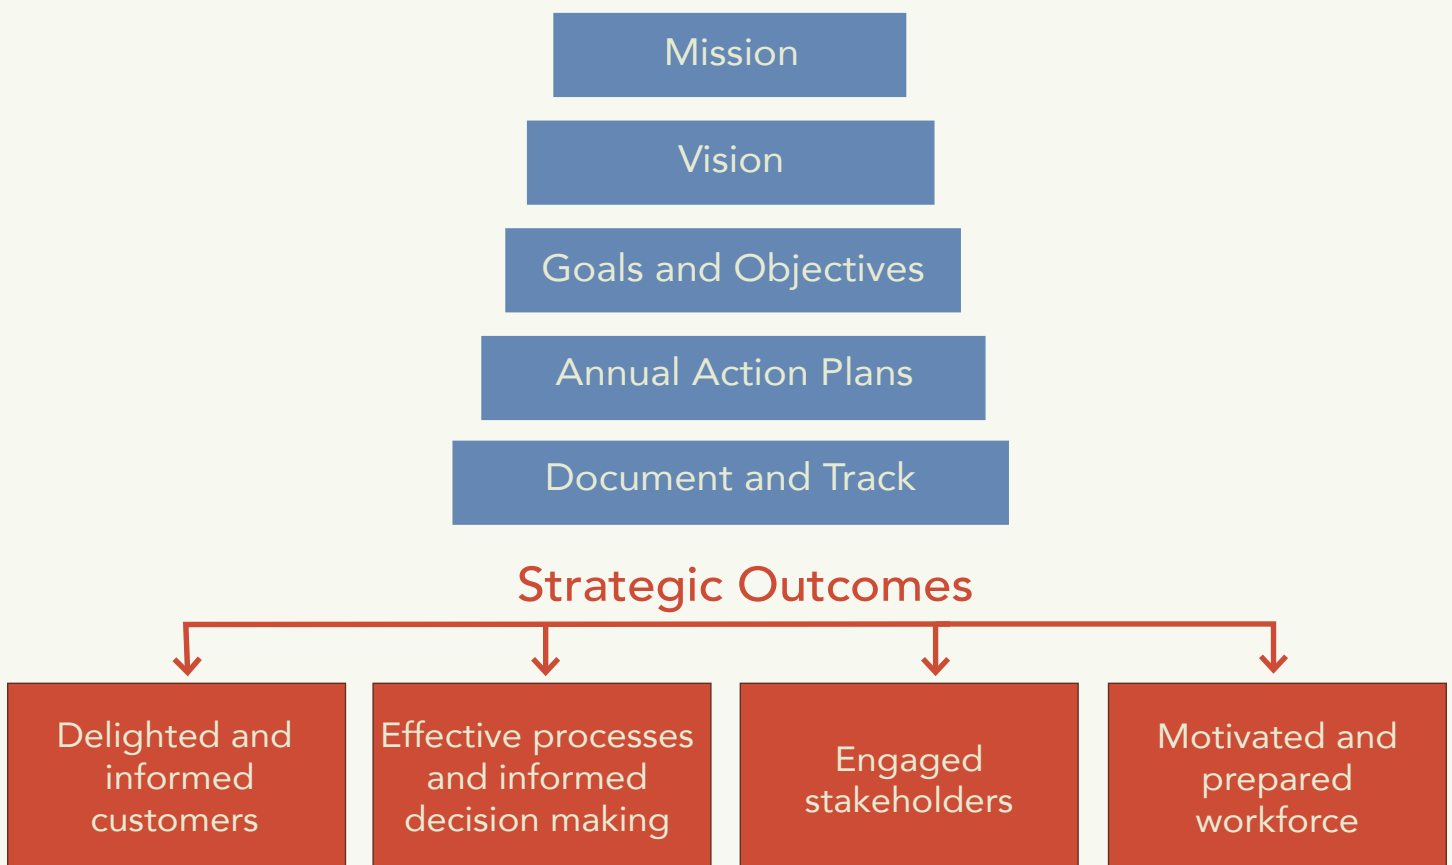 Mission
Vision
Goals and Objectives
Annual Action Plans
Document and Track
Strategic Outcomes
Delighted and
informed
customers
Effective processes
and informed
decision making
Engaged
stakeholders
Motivated and
prepared
workforce